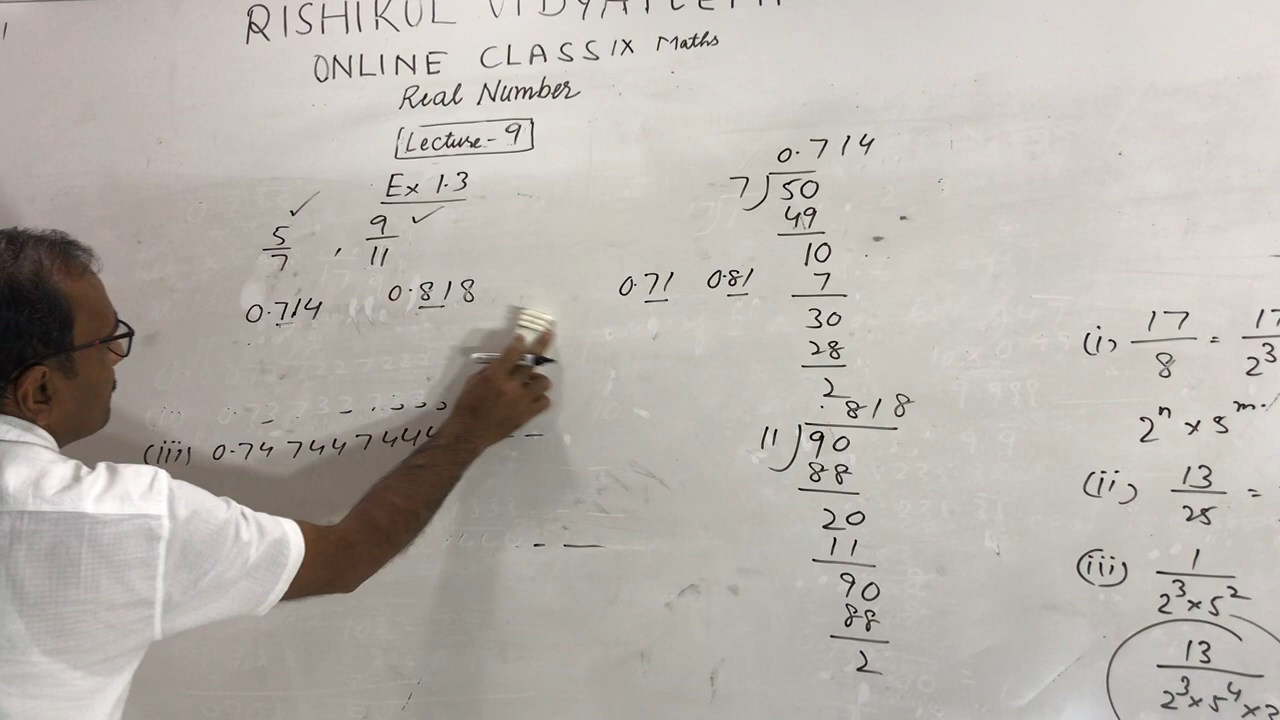 RISHIKUL
ONLINE CLASS IX Maths
Real Number
Lecture - 9
Ex 1.3
5/7 ✓ , 9/11 ✓
0.714 0.818
0.71 0.81
(iii) 0.74 744 7444
0.714
7)50
49
10
7
30
28
2
.818
11)90
88
20
11
90
88
2
(i) 17/8 = 17/2³
2ⁿ × 5ᵐ
(ii) 13/25 =
(iii) 1/2³×5²
13/2³×5⁴×